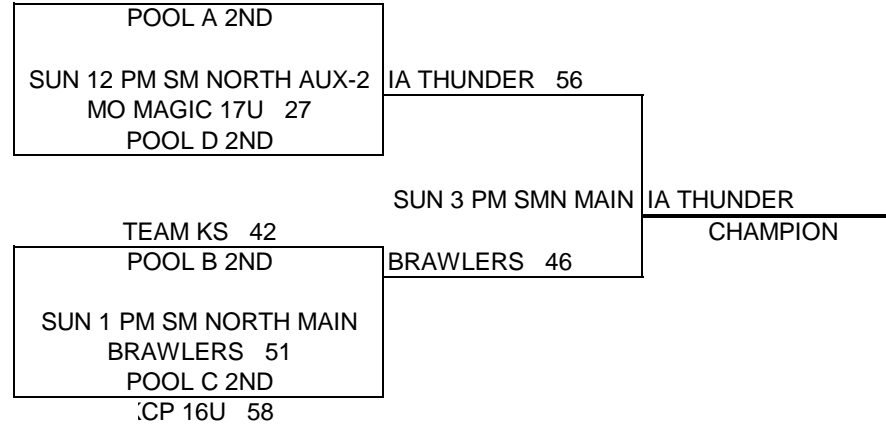 POOL A 2ND
SUN 12 PM SM NORTH AUX-2 IA THUNDER 56
MO MAGIC 17U 27
POOL D 2ND
SUN 3 PM SMN MAIN IA THUNDER
TEAM KS 42 CHAMPION
POOL B 2ND BRAWLERS 46
SUN 1 PM SM NORTH MAIN
BRAWLERS 51
POOL C 2ND
16U 58